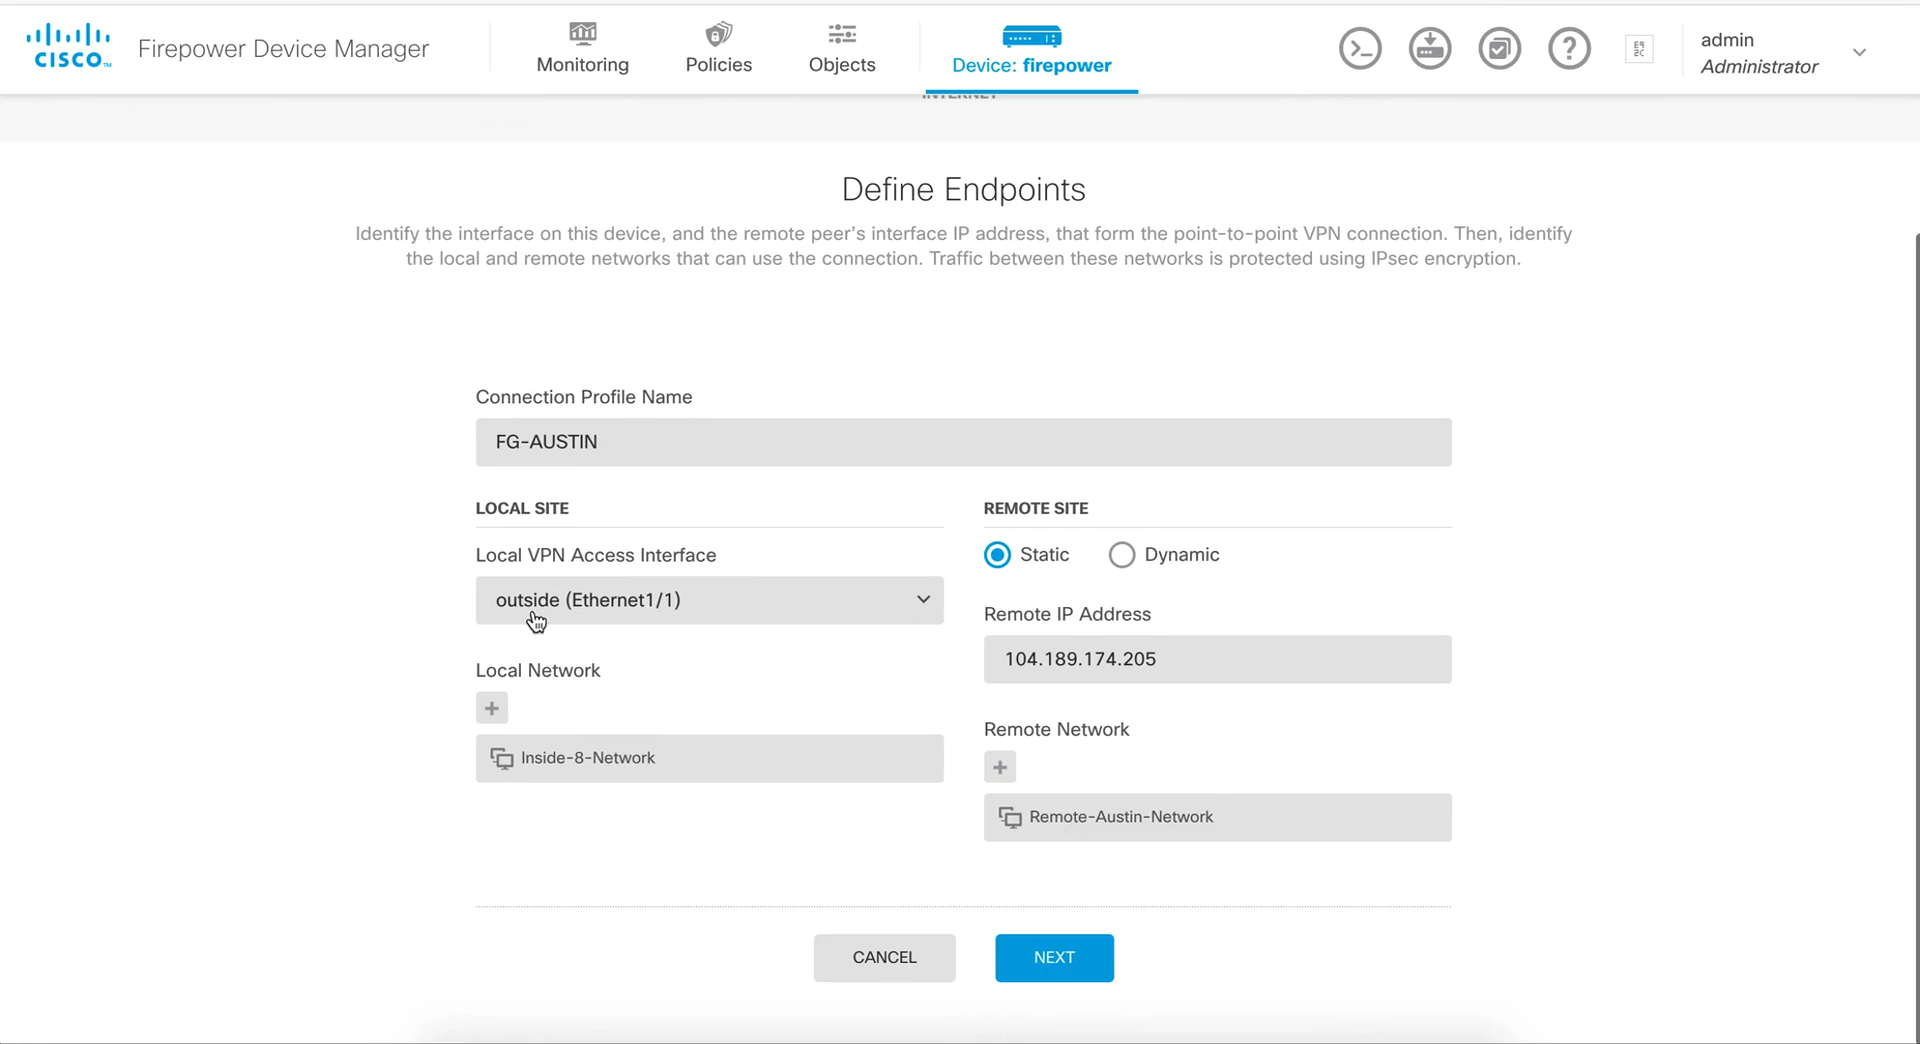 CISCO
Firepower Device Manager
Monitoring
Policies
Objects
Device: firepower
admin
Administrator
INTERNET
Define Endpoints
Identify the interface on this device, and the remote peer's interface IP address, that form the point-to-point VPN connection. Then, identify
the local and remote networks that can use the connection. Traffic between these networks is protected using IPsec encryption.
Connection Profile Name
FG-AUSTIN
LOCAL SITE
Local VPN Access Interface
outside (Ethernet1/1)
Local Network
Inside-8-Network
REMOTE SITE
Static
Dynamic
Remote IP Address
104.189.174.205
Remote Network
Remote-Austin-Network
CANCEL
NEXT